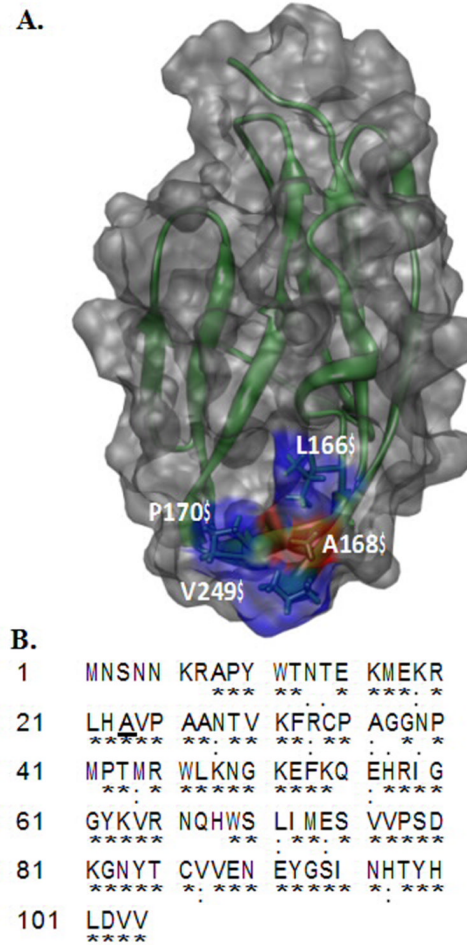 A.
L166$
P170$
A168$
V249$
B.
1 MNSNN KRAPY WTNTE KMEKR
21 LHAVP AANTV KFRCP AGGNP
41 MPTMR WLKNG KEFKQ EHRIG
61 GYKVR NQHWS LIMES VVPSD
81 KGNYT CVVEN EYGSI NHTYH
101 LDVV
****